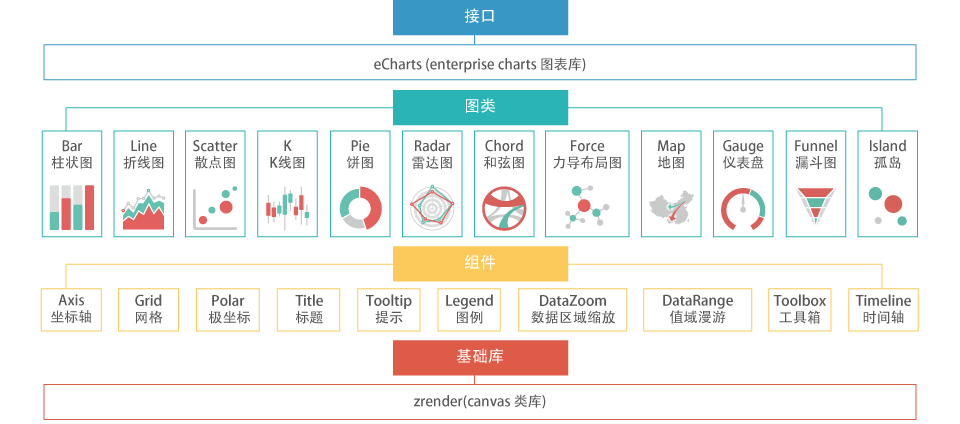 接口
eCharts (enterprise charts 图表库)
图类
Bar
柱状图
Line
折线图
Scatter
散点图
K
K线图
Pie
饼图
Radar
雷达图
Chord
和弦图
Force
力导布局图
Map
地图
Gauge
仪表盘
Funnel
漏斗图
Island
孤岛
组件
Axis
坐标轴
Grid
网格
Polar
极坐标
Title
标题
Tooltip
提示
Legend
图例
DataZoom
数据区域缩放
DataRange
值域漫游
Toolbox
工具箱
Timeline
时间轴
基础库
zrender(canvas 类库)